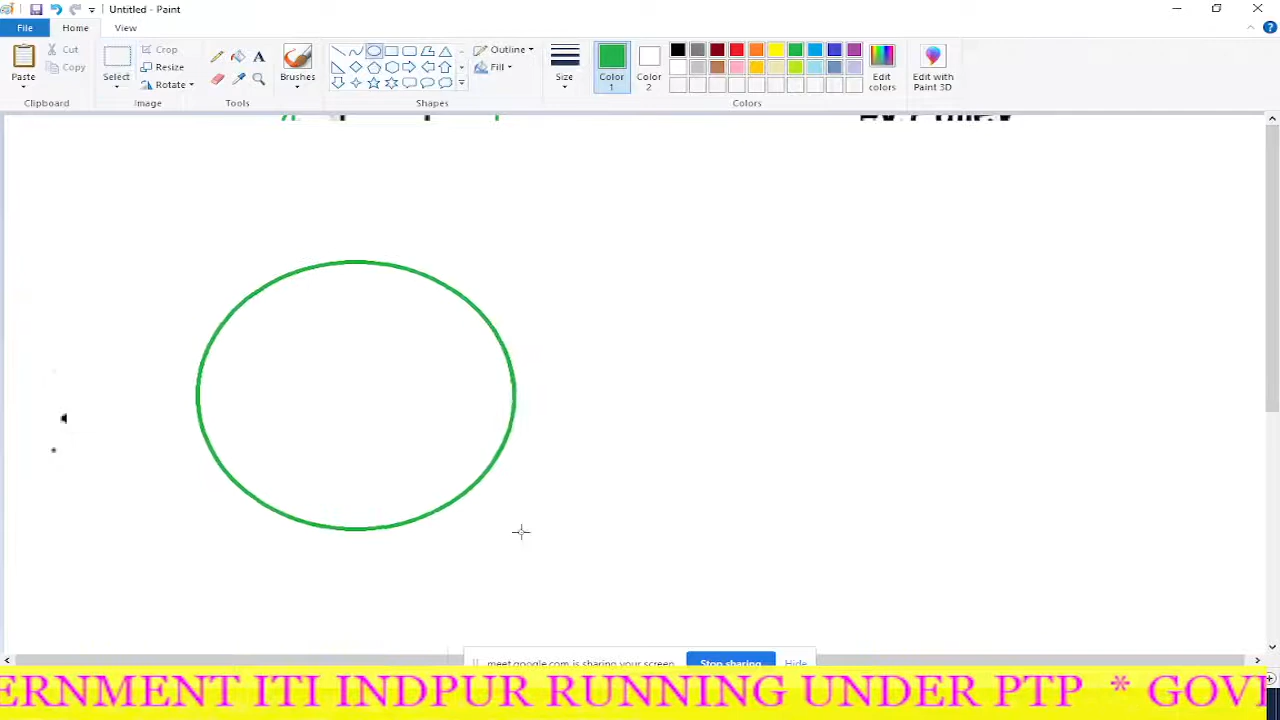 Untitled - Paint
File
Home
View
Paste
Cut
Copy
Clipboard
Select
Crop
Resize
Rotate
Image
Tools
Brushes
Shapes
Outline
Fill
Size
Color 1
Color 2
Colors
Edit colors
Edit with Paint 3D
meet.google.com is sharing your screen.
Stop sharing
Hide
ERNMENT ITI INDPUR RUNNING UNDER PTP * GOVE